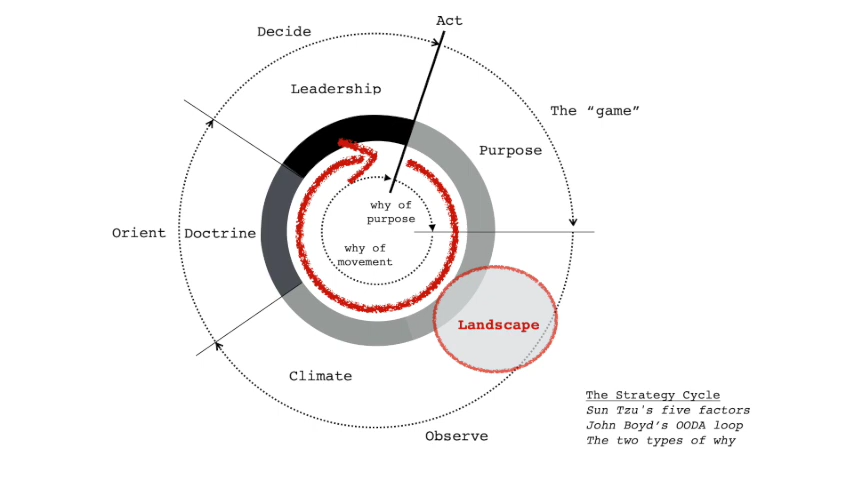 Act
Decide
Leadership
The “game”
Purpose
why of
purpose
Orient
Doctrine
why of
movement
Landscape
Climate
Observe
The Strategy Cycle
Sun Tzu's five factors
John Boyd's OODA loop
The two types of why